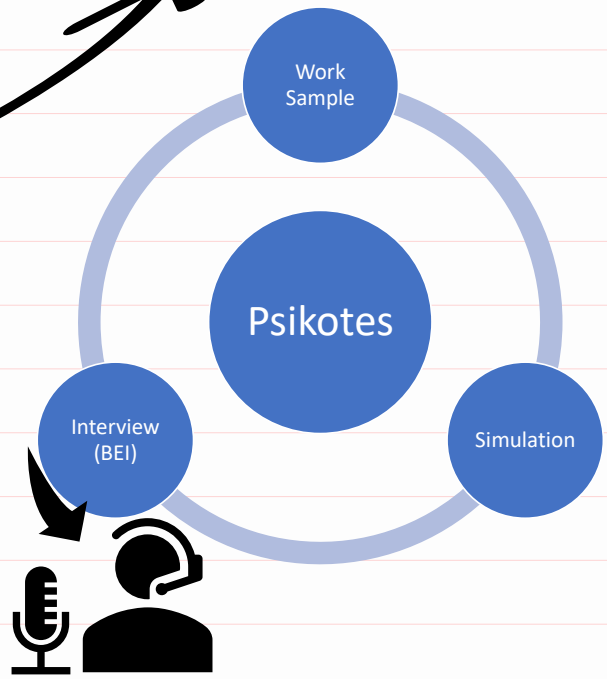 Work
Sample
Psikotes
Interview
(BEI)
Simulation